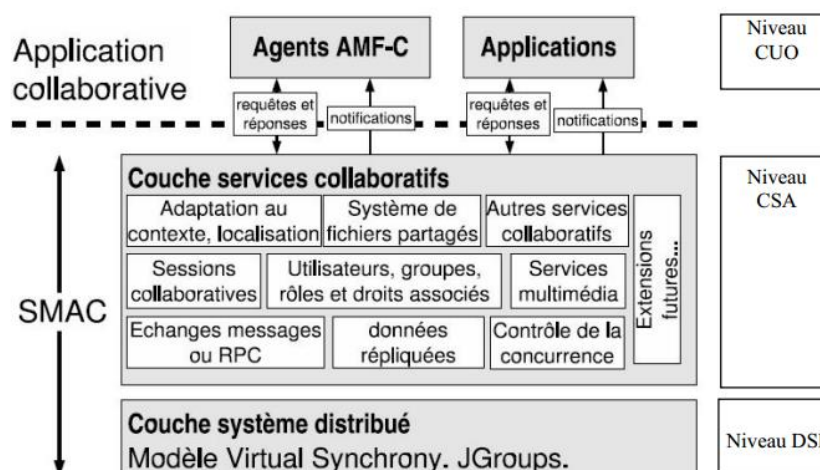 Application
collaborative
Agents AMF-C
Applications
Niveau
CUO
requêtes et
réponses
notifications
requêtes et
réponses
notifications
SMAC
Couche services collaboratifs
Adaptation au
contexte, localisation
Système de
fichiers partagés
Autres services
collaboratifs
Sessions
collaboratives
Utilisateurs, groupes,
rôles et droits associés
Services
multimédia
Echanges messages
ou RPC
données
répliquées
Contrôle de la
concurrence
Extensions
futures...
Niveau
CSA
Couche système distribué
Modèle Virtual Synchrony. JGroups.
Niveau DSI